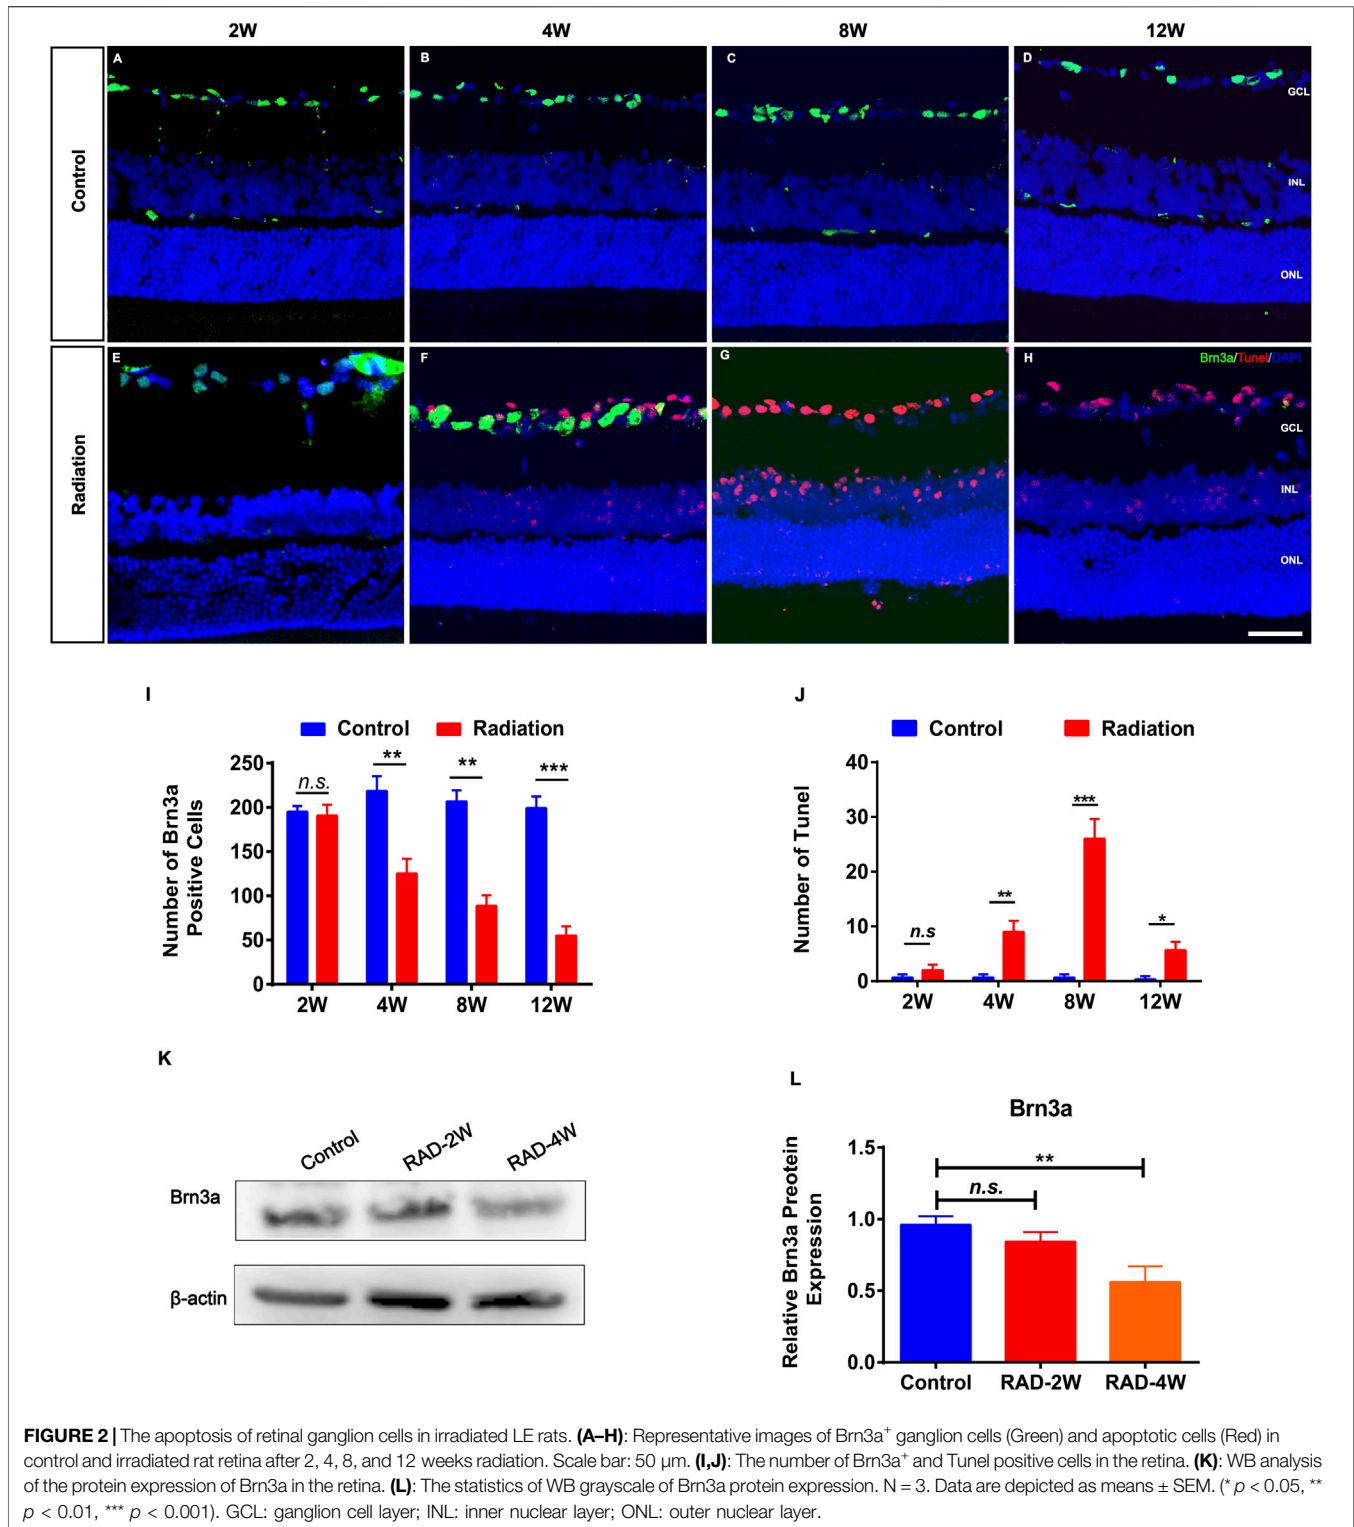 2W 4W 8W 12W
Control
A B C D
GCL
INL
ONL
Radiation
E F G H
Brn3a/Tunel/DAPI
GCL
INL
ONL
I
Control Radiation
Number of Brn3a
Positive Cells
250
200
150
100
50
0
n.s. ** ** ***
2W 4W 8W 12W
J
Control Radiation
Number of Tunel
40
30
20
10
0
n.s ** *** *
2W 4W 8W 12W
K
Control RAD-2W RAD-4W
Brn3a
β-actin
L
Brn3a
Relative Brn3a Preotein
Expression
1.5
1.0
0.5
0.0
**
n.s.
Control RAD-2W RAD-4W
FIGURE 2 | The apoptosis of retinal ganglion cells in irradiated LE rats. (A–H): Representative images of Brn3a+ ganglion cells (Green) and apoptotic cells (Red) in
control and irradiated rat retina after 2, 4, 8, and 12 weeks radiation. Scale bar: 50 μm. (I,J): The number of Brn3a+ and Tunel positive cells in the retina. (K): WB analysis
of the protein expression of Brn3a in the retina. (L): The statistics of WB grayscale of Brn3a protein expression. N = 3. Data are depicted as means ± SEM. (* p < 0.05, **
p < 0.01, *** p < 0.001). GCL: ganglion cell layer; INL: inner nuclear layer; ONL: outer nuclear layer.